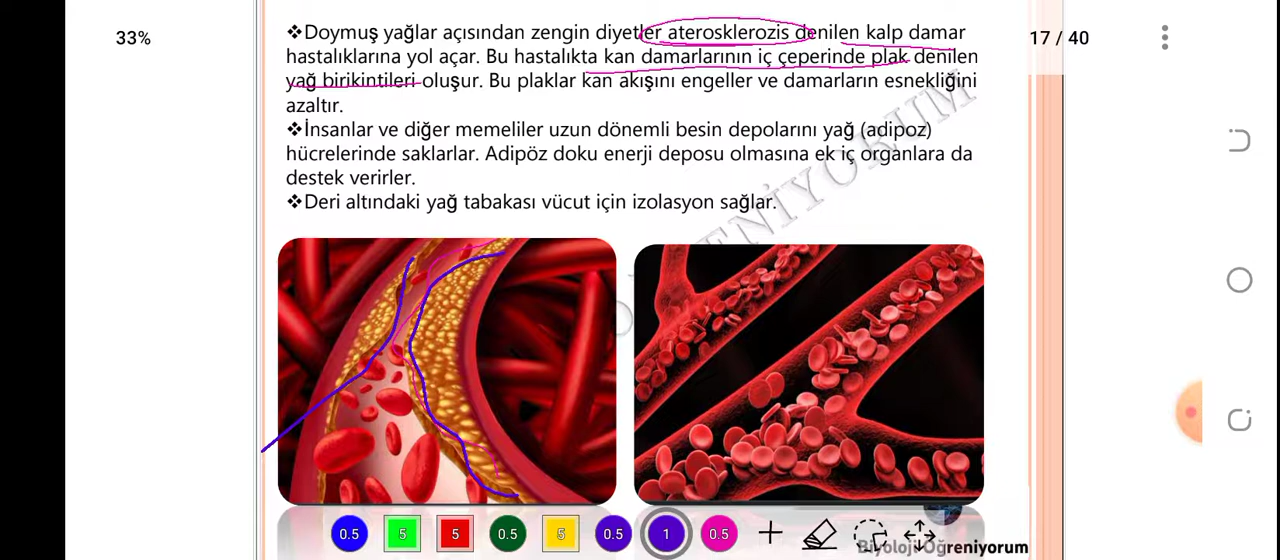 33%
17 / 40
❖Doymuş yağlar açısından zengin diyetler aterosklerozis denilen kalp damar
hastalıklarına yol açar. Bu hastalıkta kan damarlarının iç çeperinde plak denilen
yağ birikintileri oluşur. Bu plaklar kan akışını engeller ve damarların esnekliğini
azaltır.
❖İnsanlar ve diğer memeliler uzun dönemli besin depolarını yağ (adipoz)
hücrelerinde saklarlar. Adipöz doku enerji deposu olmasına ek iç organlara da
destek verirler.
❖Deri altındaki yağ tabakası vücut için izolasyon sağlar.
ENİYORUM
0.5 5 5 0.5 5 0.5 1 0.5
Biyoloji Öğreniyorum